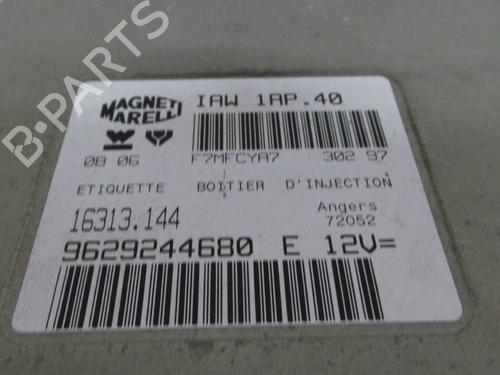 B-PARTS
MAGNETI MARELLI
IAW 1AP.40
08 06
F7MFCYA7
302 97
ETIQUETTE BOITIER D'INJECTION
16313.144
Angers
72052
9629244680 E 12V=